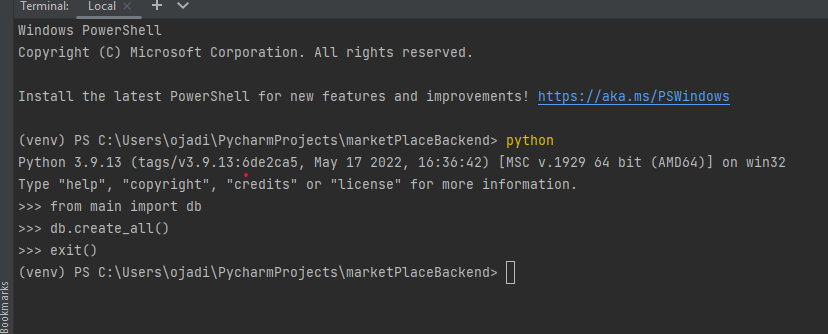 Terminal: Local × + ∨
Windows PowerShell
Copyright (C) Microsoft Corporation. All rights reserved.
Install the latest PowerShell for new features and improvements! https://aka.ms/PSWindows
(venv) PS C:\Users\ojadi\PycharmProjects\marketPlaceBackend> python
Python 3.9.13 (tags/v3.9.13:6de2ca5, May 17 2022, 16:36:42) [MSC v.1929 64 bit (AMD64)] on win32
Type "help", "copyright", "credits" or "license" for more information.
>>> from main import db
>>> db.create_all()
>>> exit()
(venv) PS C:\Users\ojadi\PycharmProjects\marketPlaceBackend>
Bookmarks